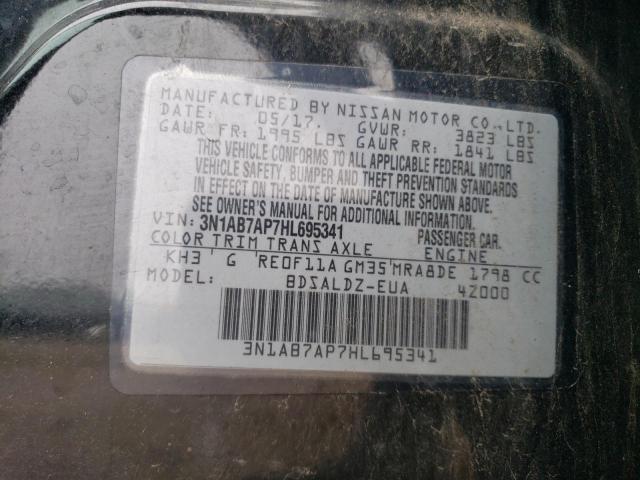 MANUFACTURED BY NISSAN MOTOR CO.,LTD.
DATE: 05/17. GVWR: 3823 LBS
GAWR FR: 1995 LBS GAWR RR: 1841 LBS
THIS VEHICLE CONFORMS TO ALL APPLICABLE FEDERAL MOTOR
VEHICLE SAFETY, BUMPER AND THEFT PREVENTION STANDARDS
IN EFFECT ON THE DATE OF MANUFACTURE SHOWN ABOVE.
SEE OWNER'S MANUAL FOR ADDITIONAL INFORMATION.
VIN: 3N1AB7AP7HL695341 PASSENGER CAR.
COLOR TRIM TRANS AXLE ENGINE
KH3 G RE0F11A GM35 MRA8DE 1798 CC
MODEL: BDSALDZ-EUA 42000
3N1AB7AP7HL695341